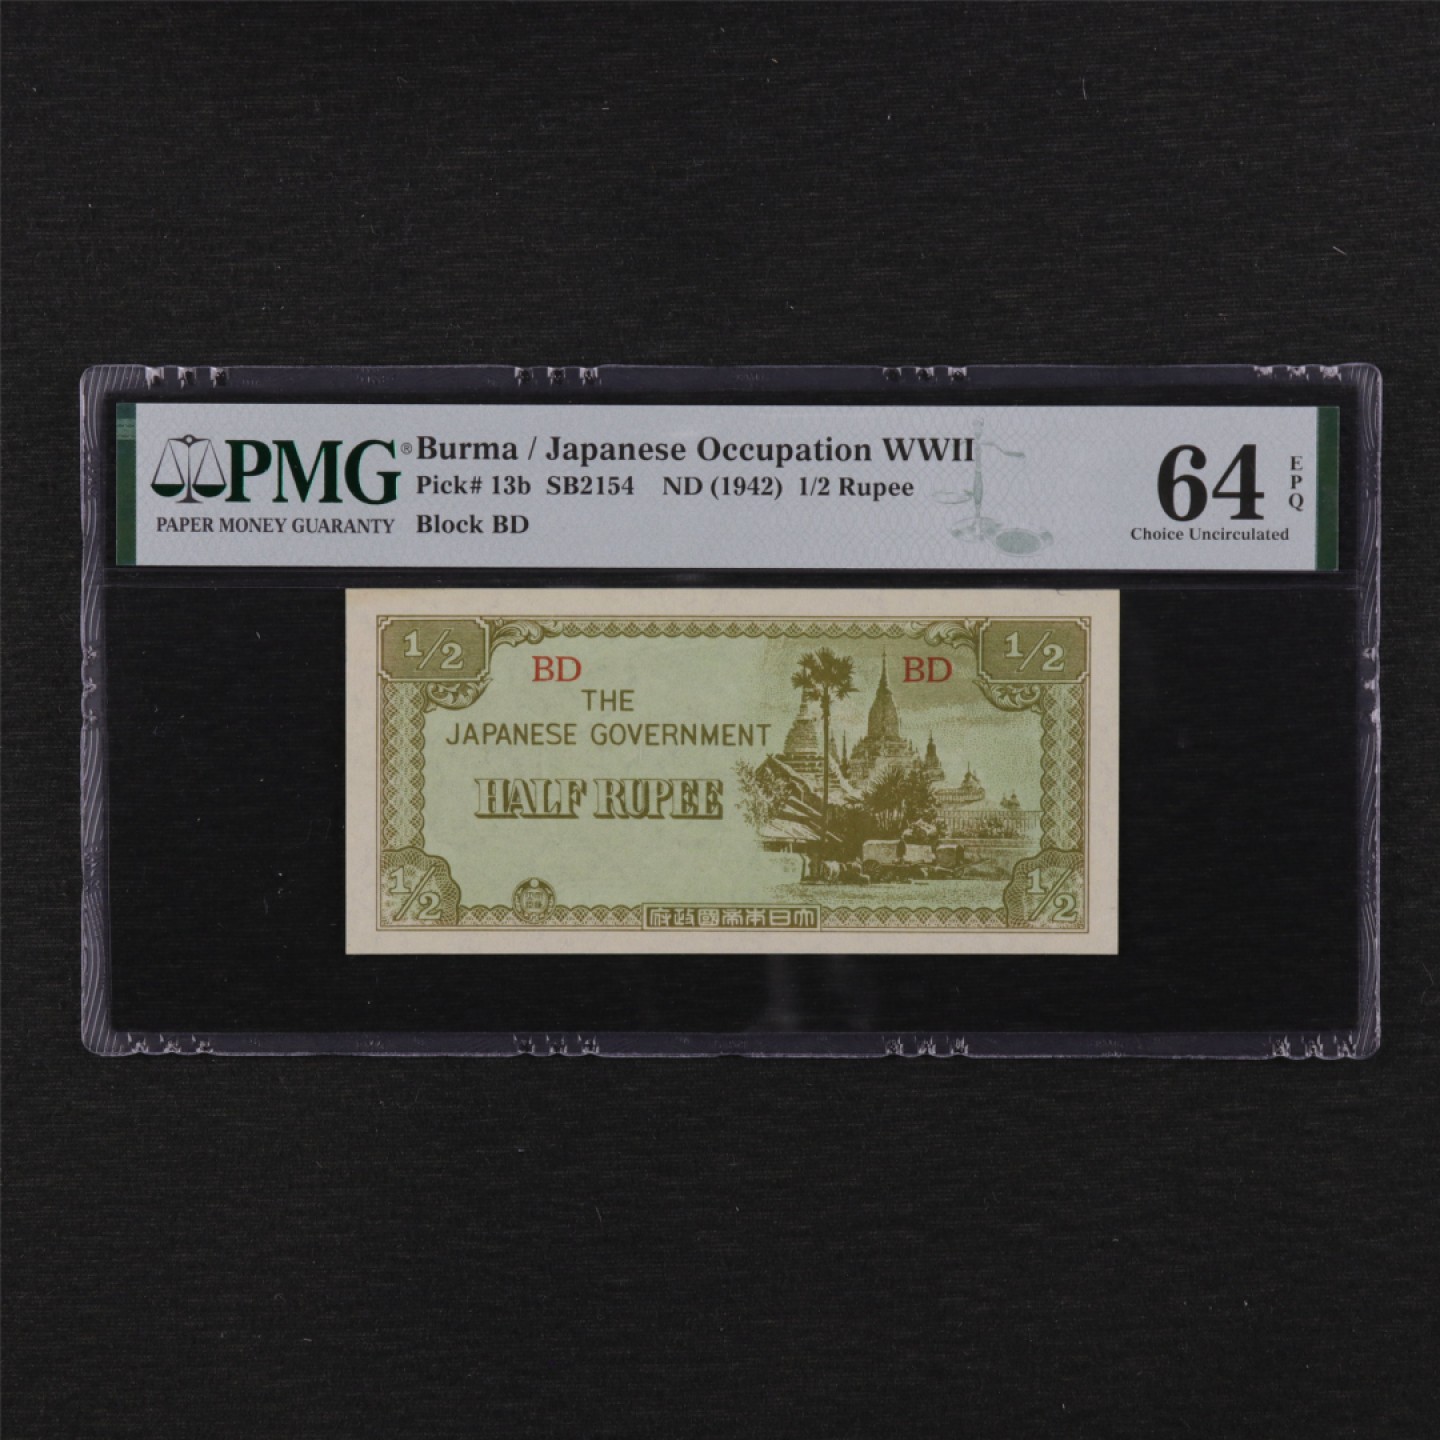 PMG®
PAPER MONEY GUARANTY
Burma / Japanese Occupation WWII
Pick# 13b SB2154 ND (1942) 1/2 Rupee
Block BD
64 EPQ
Choice Uncirculated
1/2 1/2
BD BD
THE
JAPANESE GOVERNMENT
HALF RUPEE
1/2 1/2
府政國帝本日大